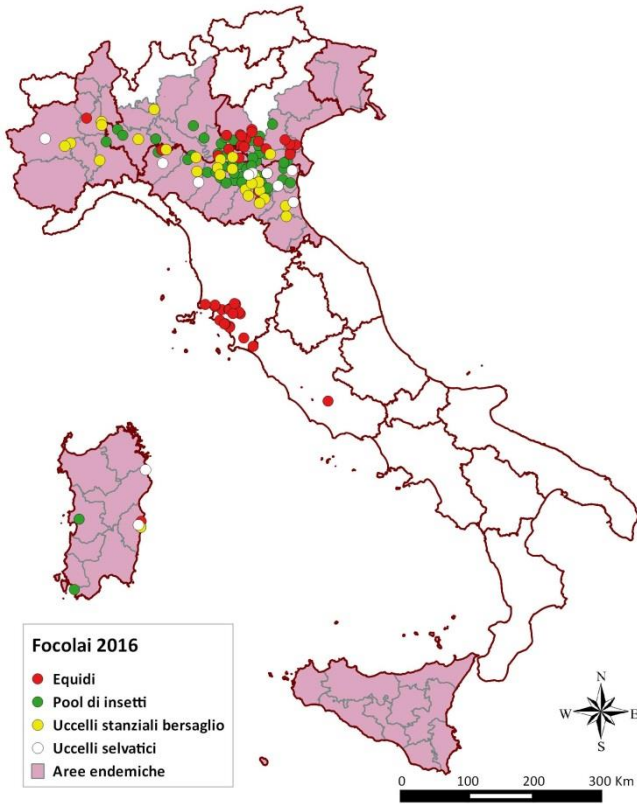 Focolai 2016
Equidi
Pool di insetti
Uccelli stanziali bersaglio
Uccelli selvatici
Aree endemiche
N
W E
S
0 100 200 300 Km